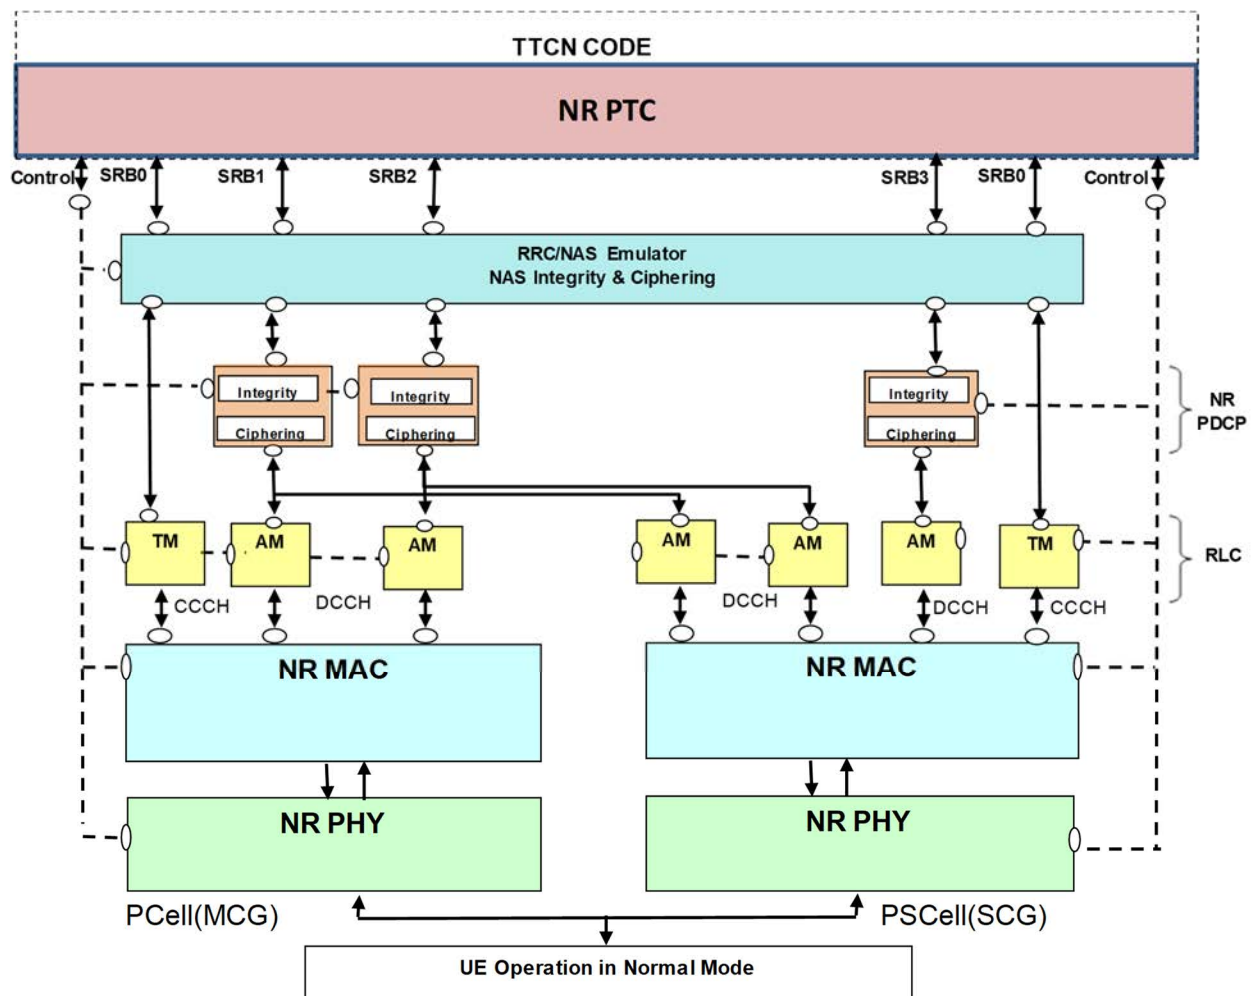 TTCN CODE
NR PTC
Control
SRB0
SRB1
SRB2
SRB3
SRB0
Control
RRC/NAS Emulator
NAS Integrity & Ciphering
Integrity
Ciphering
Integrity
Ciphering
Integrity
Ciphering
NR
PDCP
TM
AM
AM
AM
AM
AM
TM
RLC
CCCH
DCCH
DCCH
DCCH
CCCH
NR MAC
NR MAC
NR PHY
NR PHY
PCell(MCG)
PSCell(SCG)
UE Operation in Normal Mode